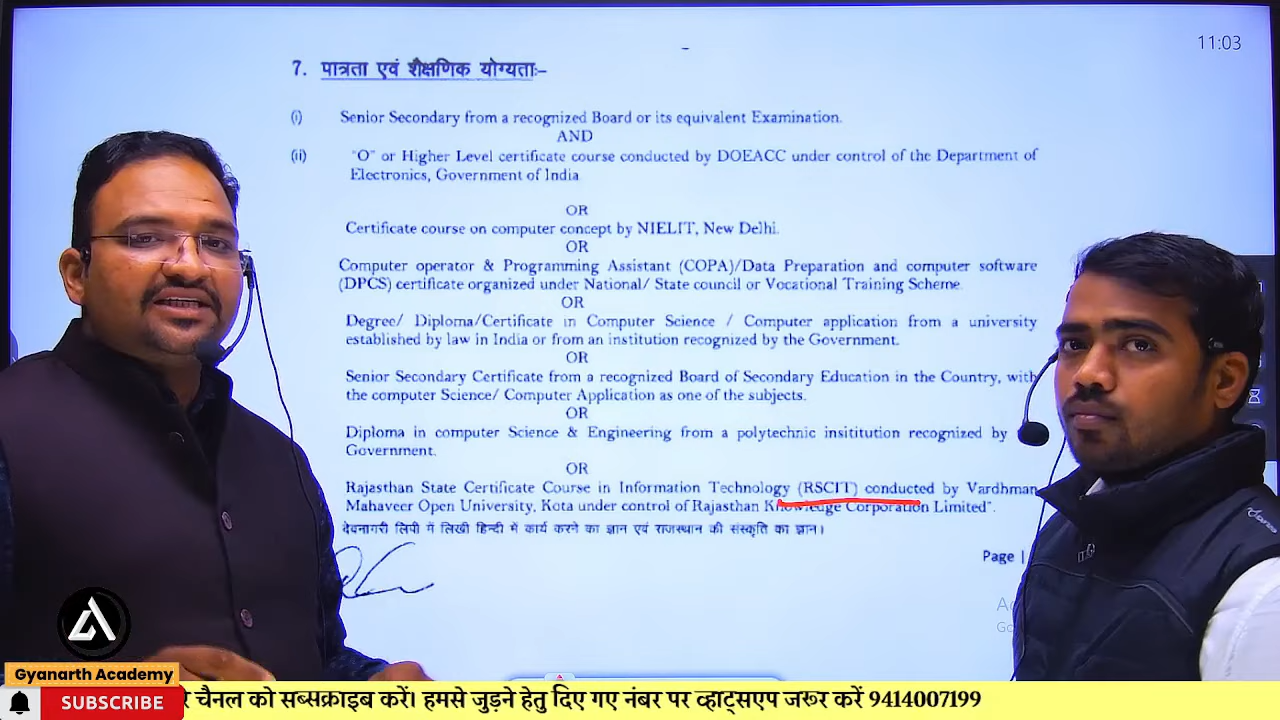 11:03
7. पात्रता एवं शैक्षणिक योग्यताः–
(i) Senior Secondary from a recognized Board or its equivalent Examination.
AND
(ii) "O" or Higher Level certificate course conducted by DOEACC under control of the Department of
Electronics, Government of India
OR
Certificate course on computer concept by NIELIT, New Delhi.
OR
Computer operator & Programming Assistant (COPA)/Data Preparation and computer software
(DPCS) certificate organized under National/ State council or Vocational Training Scheme.
OR
Degree/ Diploma/Certificate in Computer Science / Computer application from a university
established by law in India or from an institution recognized by the Government.
OR
Senior Secondary Certificate from a recognized Board of Secondary Education in the Country, with
the computer Science/ Computer Application as one of the subjects.
OR
Diploma in computer Science & Engineering from a polytechnic insititution recognized by
Government.
OR
Rajasthan State Certificate Course in Information Technology (RSCIT) conducted by Vardhman
Mahaveer Open University, Kota under control of Rajasthan Knowledge Corporation Limited".
देवनागरी लिपी में लिखी हिन्दी में कार्य करने का ज्ञान एवं राजस्थान की संस्कृति का ज्ञान।
Page |
Gyanarth Academy
SUBSCRIBE
चैनल को सब्सक्राइब करें। हमसे जुड़ने हेतु दिए गए नंबर पर व्हाट्सएप जरूर करें 9414007199